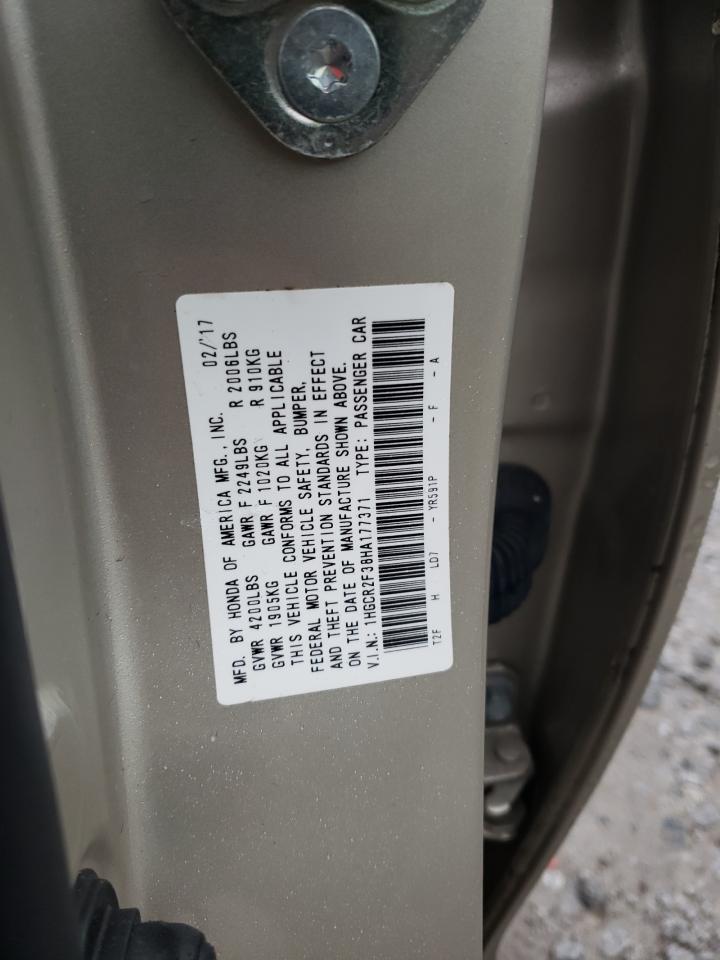 MFD. BY HONDA OF AMERICA MFG., INC. 02/'17
GVWR 4200LBS GAWR F 2249LBS R 2006LBS
GVWR 1905KG GAWR F 1020KG R 910KG
THIS VEHICLE CONFORMS TO ALL APPLICABLE
FEDERAL MOTOR VEHICLE SAFETY, BUMPER,
AND THEFT PREVENTION STANDARDS IN EFFECT
ON THE DATE OF MANUFACTURE SHOWN ABOVE.
V.I.N.: 1HGCR2F38HA177371 TYPE: PASSENGER CAR
T2F H LD7 - YR591P - F - A